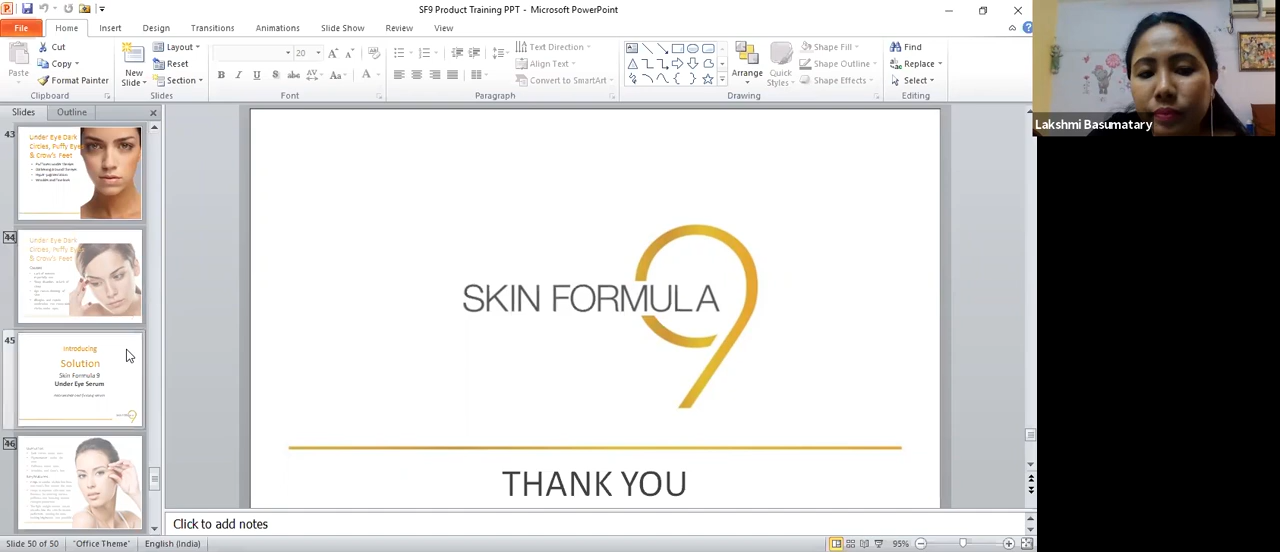 SF9 Product Training PPT - Microsoft PowerPoint
File
Home
Insert
Design
Transitions
Animations
Slide Show
Review
View
Paste
Cut
Copy
Format Painter
Clipboard
New
Slide
Layout
Reset
Section
Slides
20
Font
Text Direction
Align Text
Convert to SmartArt
Paragraph
Arrange
Quick
Styles
Shape Fill
Shape Outline
Shape Effects
Drawing
Find
Replace
Select
Editing
Lakshmi Basumatary
Slides
Outline
43
Under Eye Dark
Circles, Puffy Eye
& Crow's Feet
44
Under Eye Dark
Circles, Puffy Eye
& Crow's Feet
45
Introducing
Solution
Skin Formula 9
Under Eye Serum
46
SKIN FORMULA 9
THANK YOU
Click to add notes
Slide 50 of 50
"Office Theme"
English (India)
95%